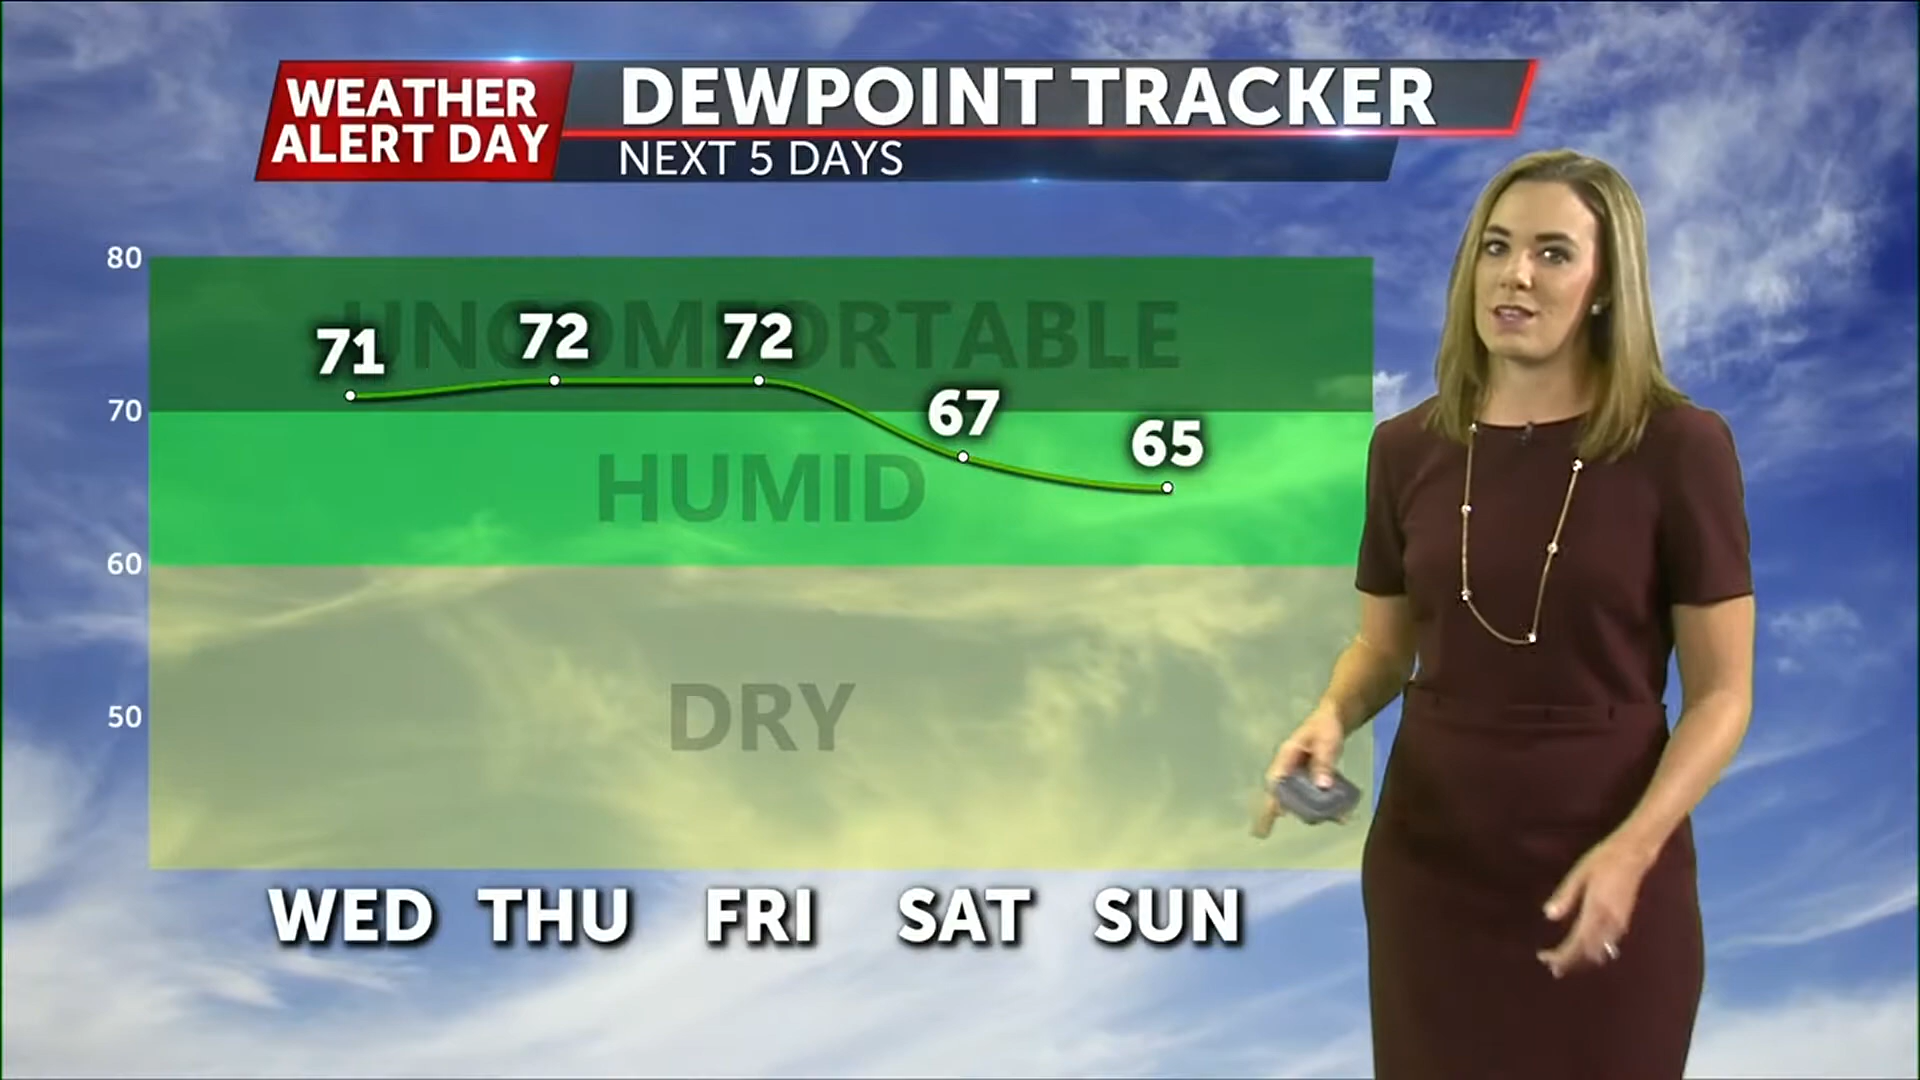 WEATHER
ALERT DAY
DEWPOINT TRACKER
NEXT 5 DAYS
80
UNCOMFORTABLE
71
72
72
70
67
65
HUMID
60
DRY
50
WED THU FRI SAT SUN